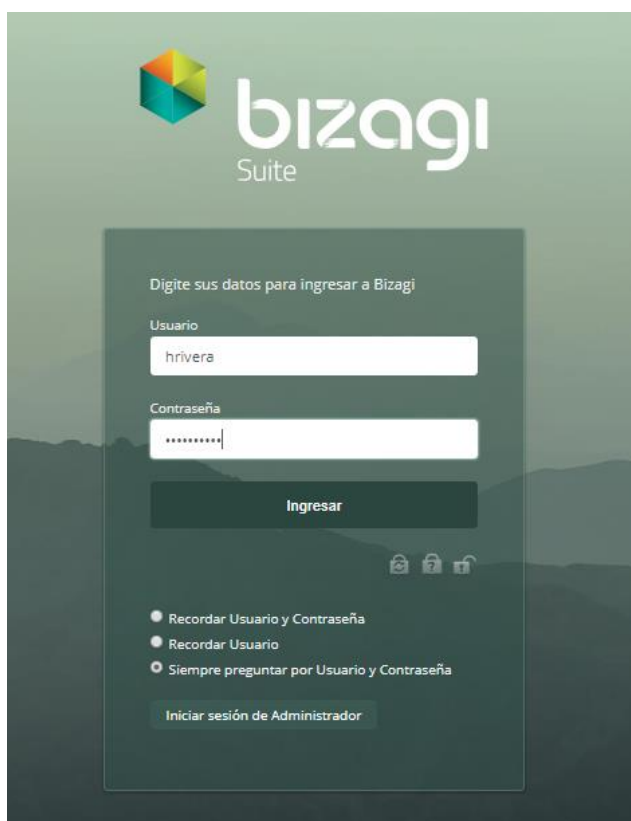 bizagi
Suite
Digite sus datos para ingresar a Bizagi
Usuario
hrivera
Contraseña
••••••••••
Ingresar
Recordar Usuario y Contraseña
Recordar Usuario
Siempre preguntar por Usuario y Contraseña
Iniciar sesión de Administrador